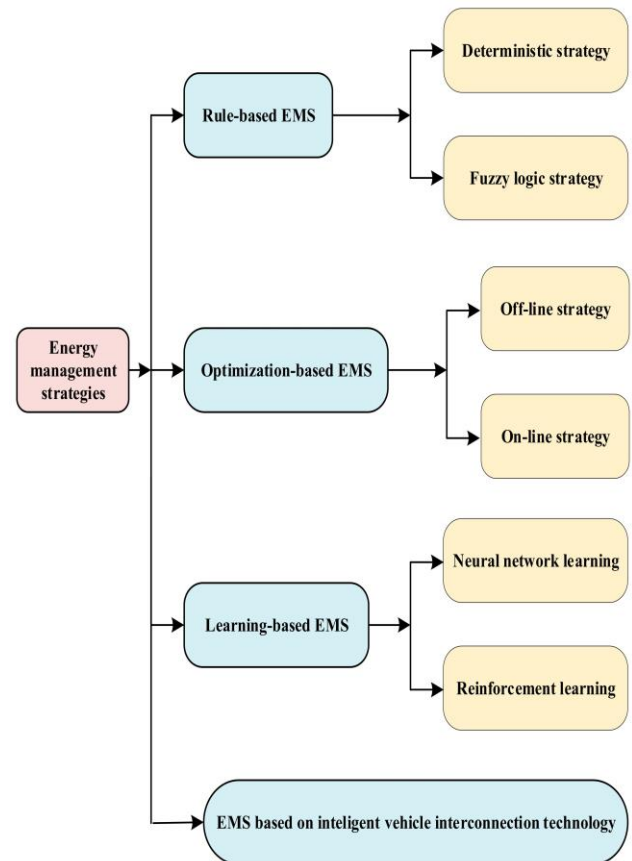 Deterministic strategy
Rule-based EMS
Fuzzy logic strategy
Off-line strategy
Energy
management
strategies
Optimization-based EMS
On-line strategy
Neural network learning
Learning-based EMS
Reinforcement learning
EMS based on inteligent vehicle interconnection technology